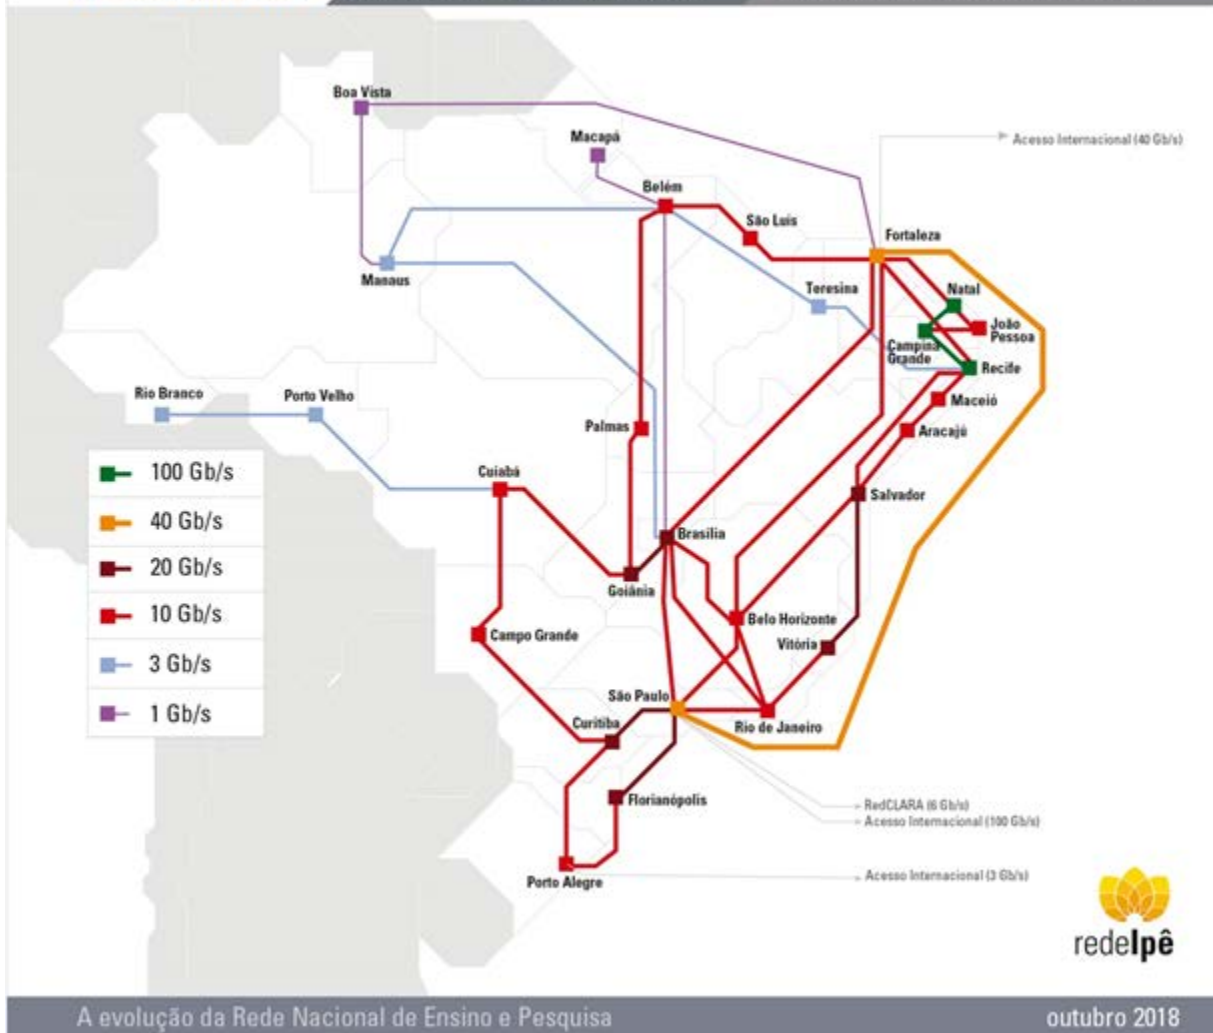 Boa Vista
Macapá
Acesso Internacional (40 Gb/s)
Belém
São Luís
Fortaleza
Manaus
Teresina
Natal
João
Pessoa
Campina
Grande
Recife
Rio Branco
Porto Velho
Maceió
Palmas
Aracajú
100 Gb/s
Cuiabá
Salvador
40 Gb/s
Brasília
20 Gb/s
Goiânia
10 Gb/s
Belo Horizonte
Campo Grande
Vitória
3 Gb/s
São Paulo
1 Gb/s
Curitiba
Rio de Janeiro
Florianópolis
RedCLARA (6 Gb/s)
Acesso Internacional (100 Gb/s)
Porto Alegre
Acesso Internacional (3 Gb/s)
redeIpê
A evolução da Rede Nacional de Ensino e Pesquisa
outubro 2018